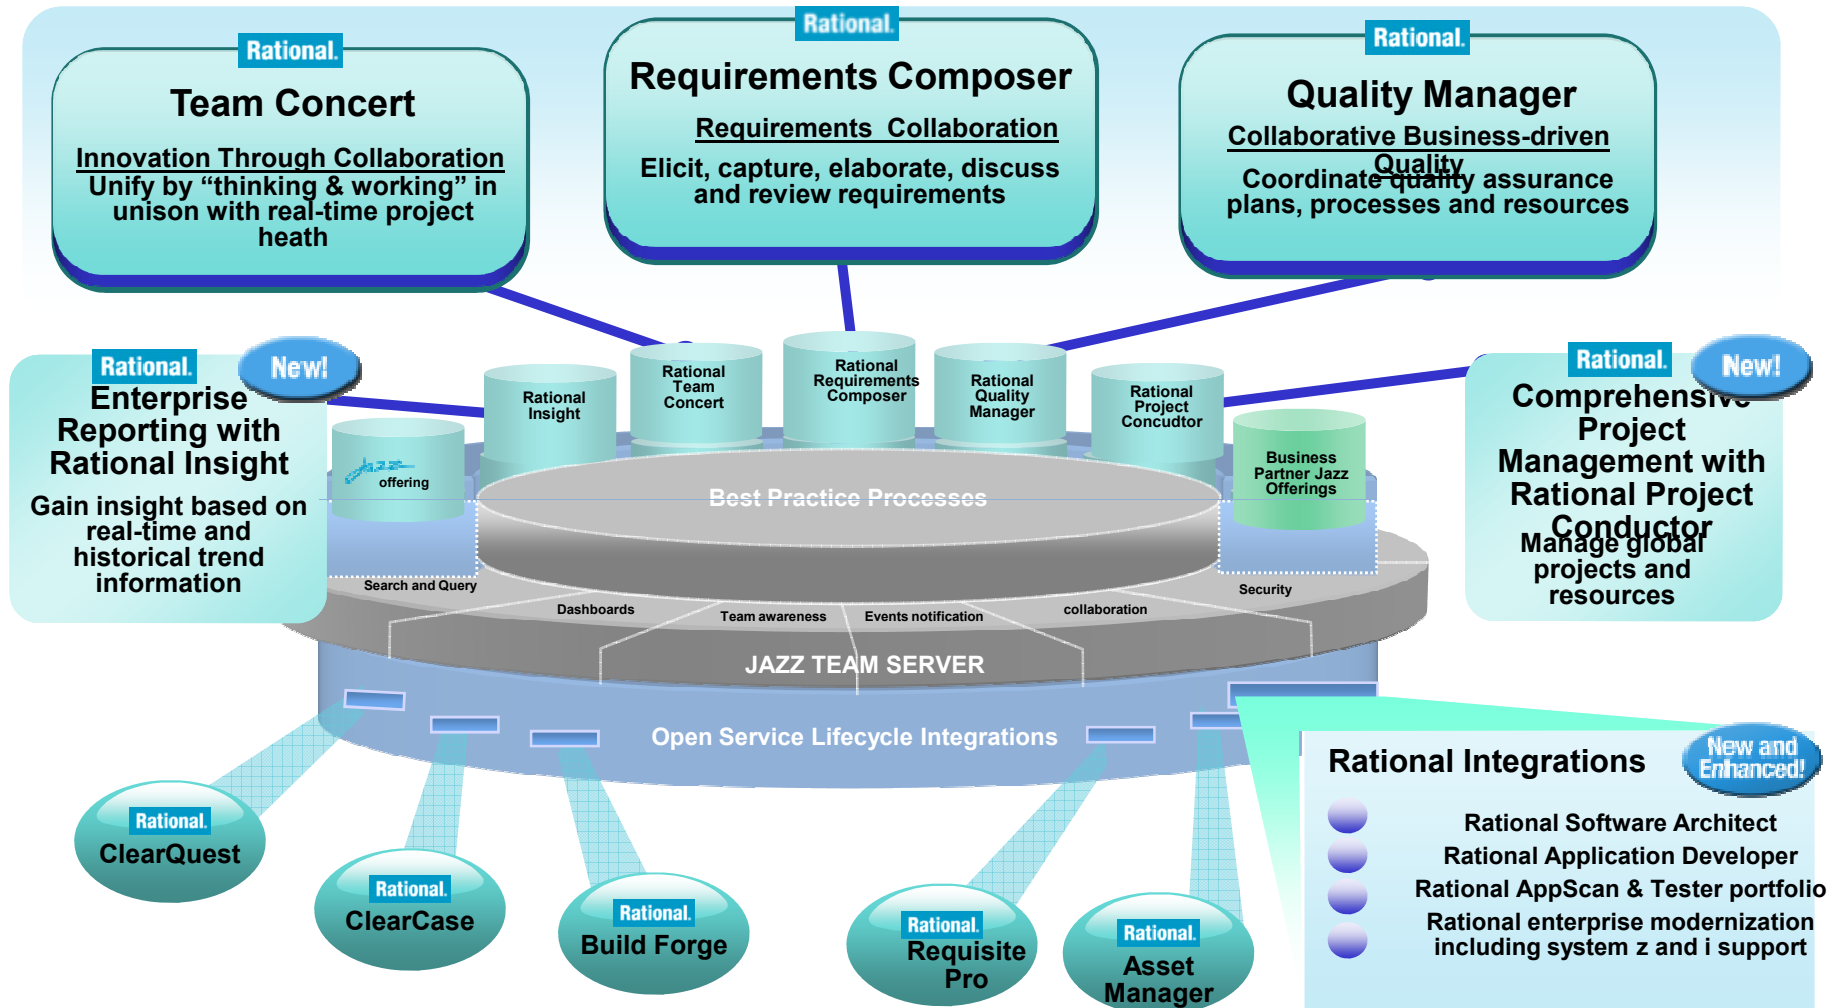 Rational.
Team Concert
Innovation Through Collaboration
Unify by “thinking & working” in
unison with real-time project
heath
Rational.
Requirements Composer
Requirements Collaboration
Elicit, capture, elaborate, discuss
and review requirements
Rational.
Quality Manager
Collaborative Business-driven
Quality
Coordinate quality assurance
plans, processes and resources
Rational.
New!
Enterprise
Reporting with
Rational Insight
Gain insight based on
real-time and
historical trend
information
Jazz
offering
Rational
Insight
Rational
Team
Concert
Rational
Requirements
Composer
Rational
Quality
Manager
Rational
Project
Concudtor
Business
Partner Jazz
Offerings
Rational.
New!
Comprehensive
Project
Management with
Rational Project
Conductor
Manage global
projects and
resources
Best Practice Processes
Search and Query
Dashboards
Team awareness
Events notification
collaboration
Security
JAZZ TEAM SERVER
Open Service Lifecycle Integrations
Rational.
ClearQuest
Rational.
ClearCase
Rational.
Build Forge
Rational.
Requisite
Pro
Rational.
Asset
Manager
Rational Integrations
New and
Enhanced!
Rational Software Architect
Rational Application Developer
Rational AppScan & Tester portfolio
Rational enterprise modernization
including system z and i support